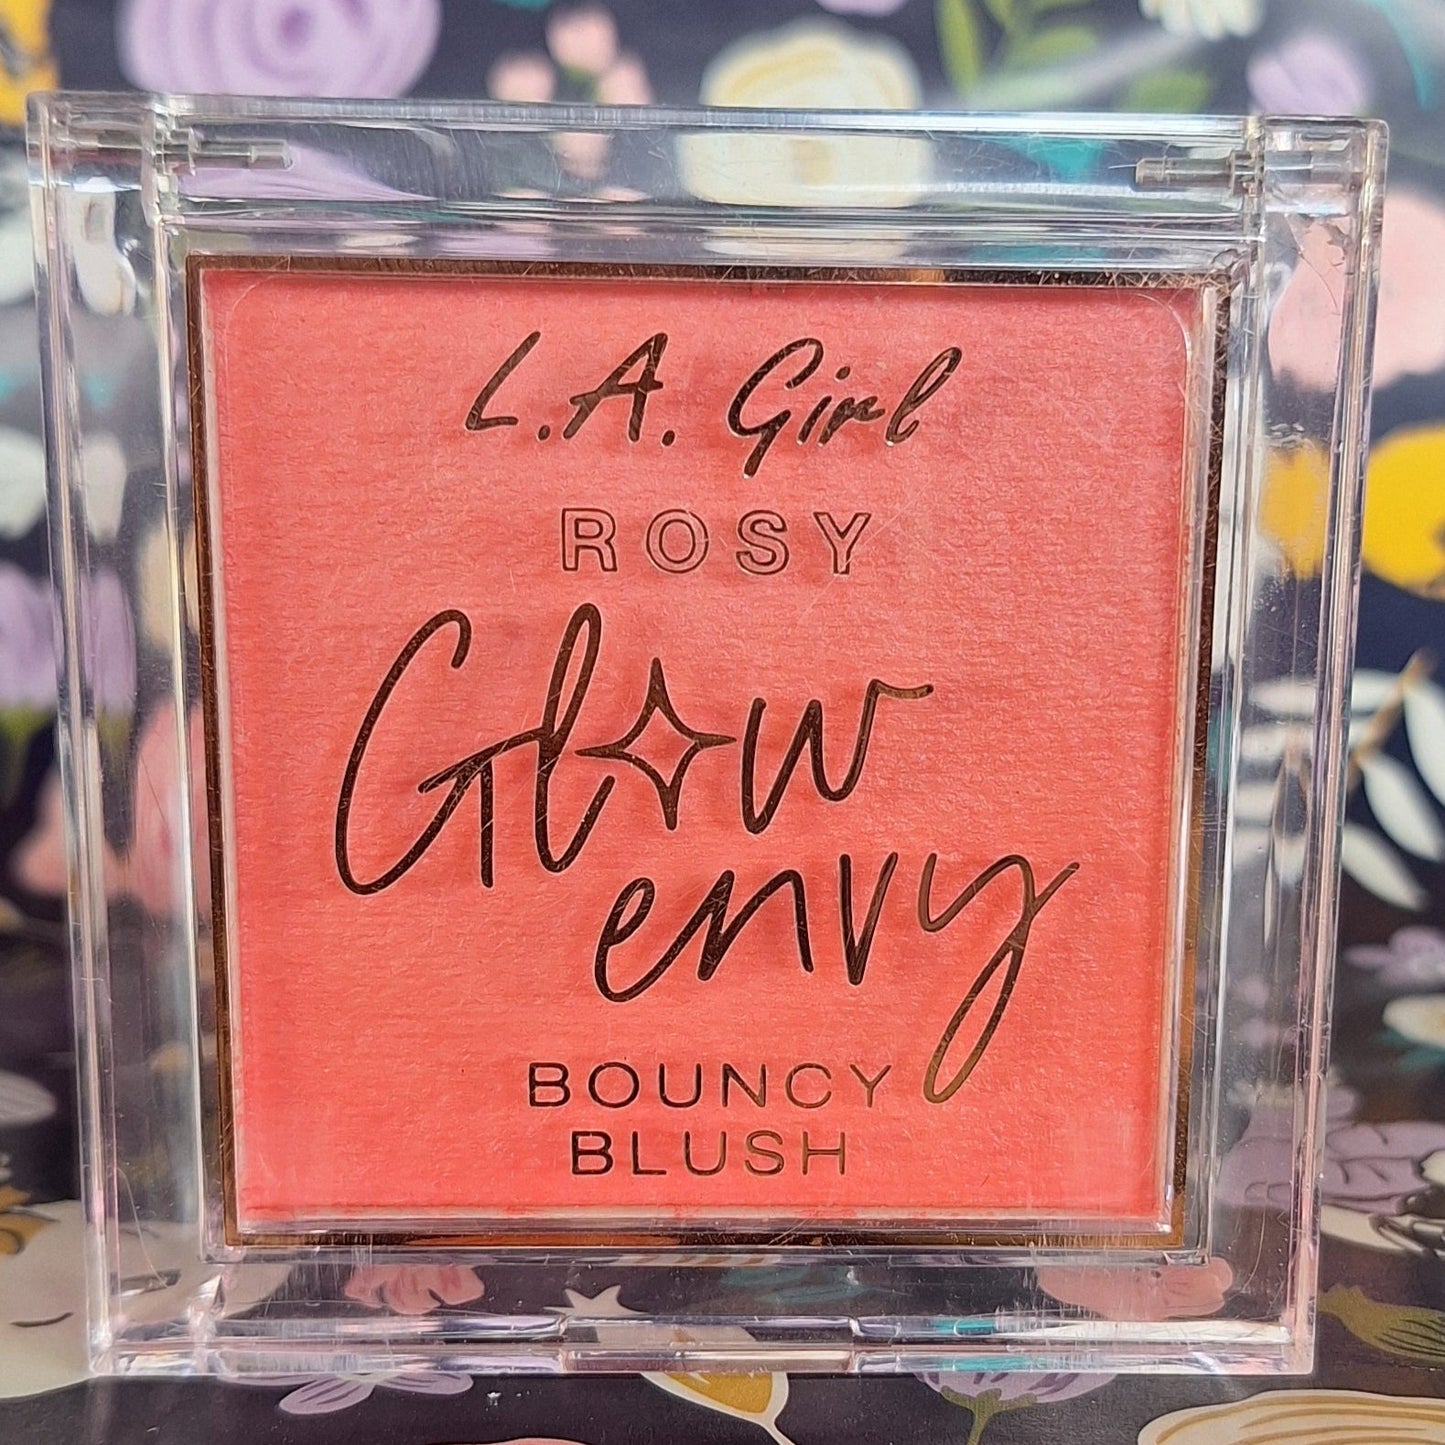 L.A. Girl
ROSY
Glow
envy
BOUNCY
BLUSH